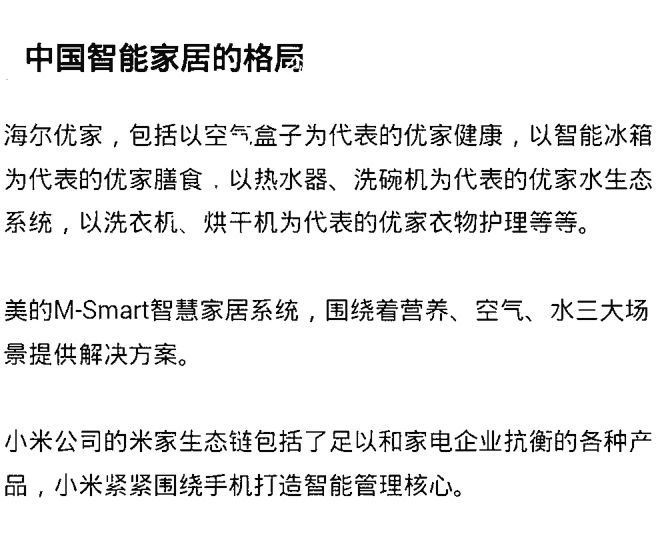 中国智能家居的格局
海尔优家，包括以空气盒子为代表的优家健康，以智能冰箱
为代表的优家膳食，以热水器、洗碗机为代表的优家水生态
系统，以洗衣机、烘干机为代表的优家衣物护理等等。
美的M-Smart智慧家居系统，围绕着营养、空气、水三大场
景提供解决方案。
小米公司的米家生态链包括了足以和家电企业抗衡的各种产
品，小米紧紧围绕手机打造智能管理核心。